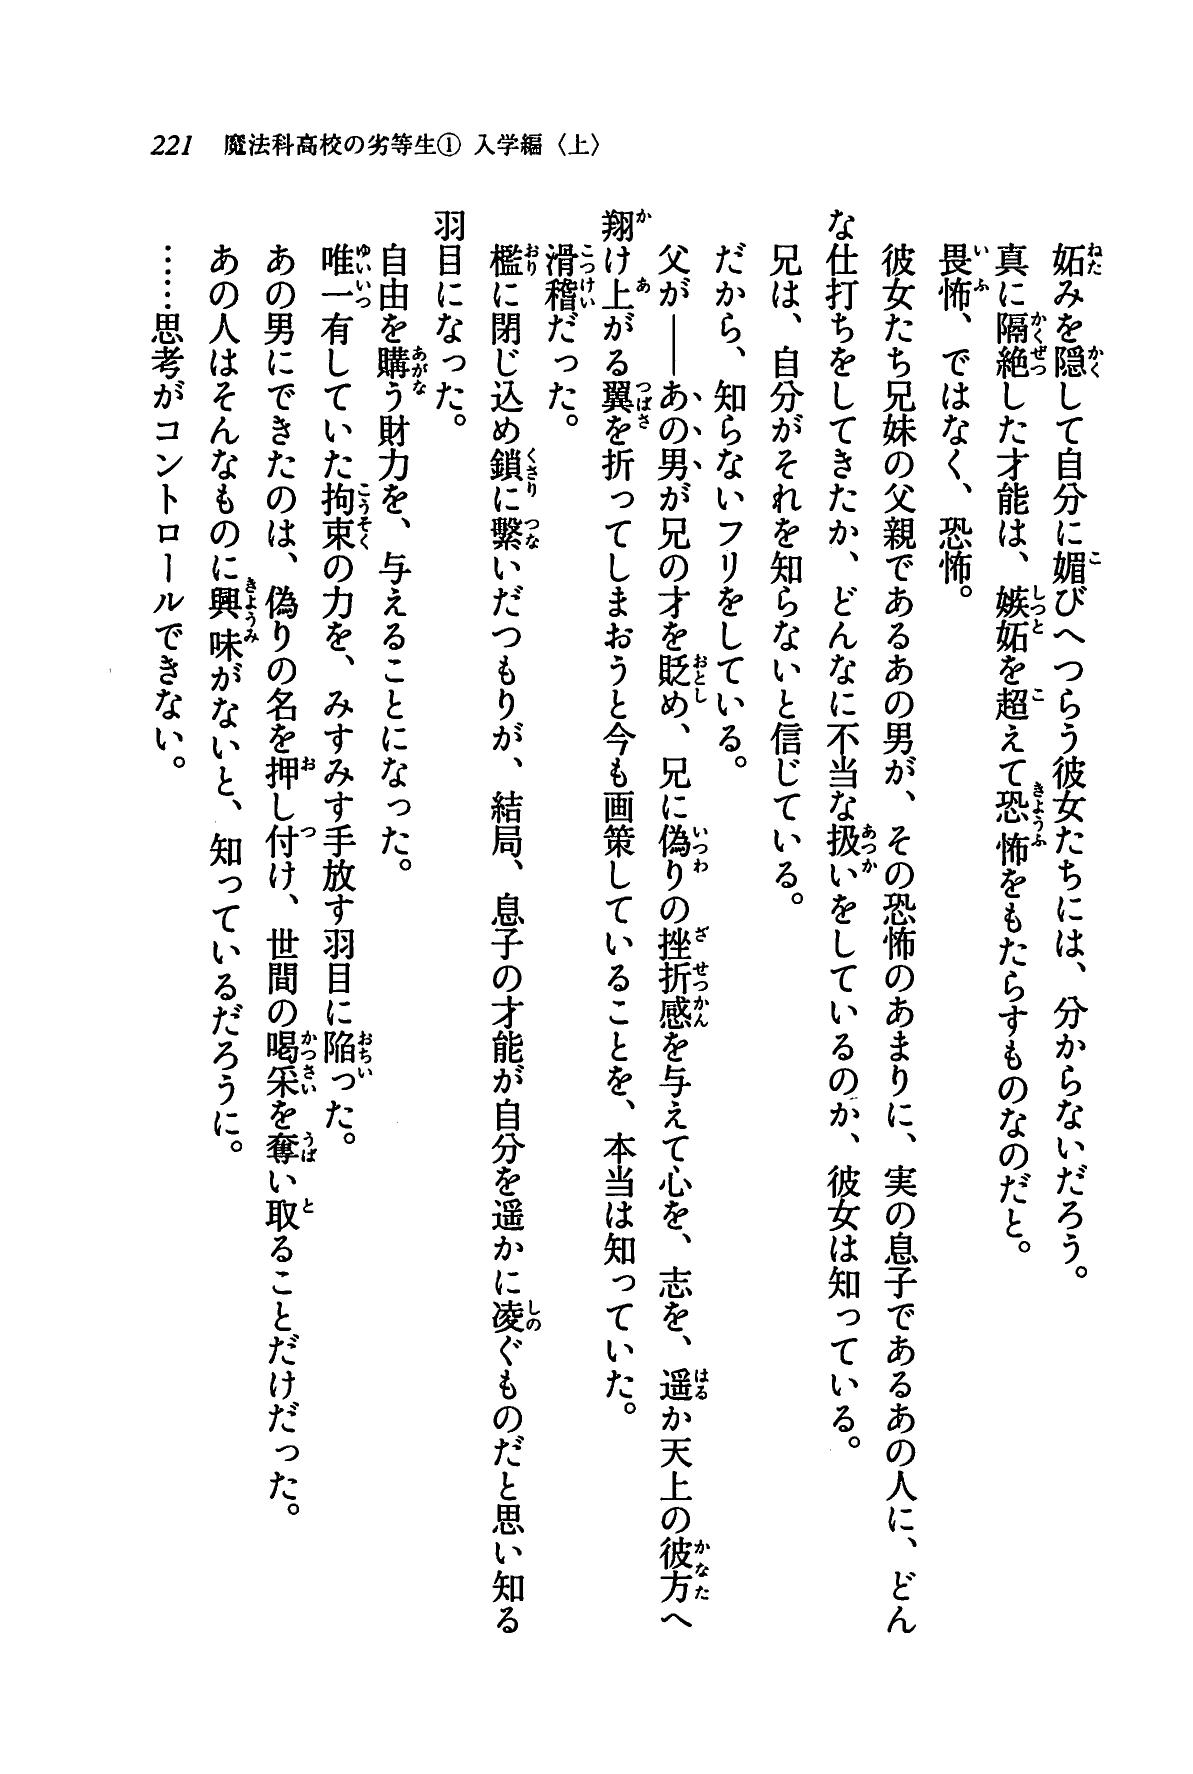 221　魔法科高校の劣等生① 入学編〈上〉
妬みを隠して自分に媚びへつらう彼女たちには、分からないだろう。
真に隔絶した才能は、嫉妬を超えて恐怖をもたらすものなのだと。
畏怖、ではなく、恐怖。
彼女たち兄妹の父親であるあの男が、その恐怖のあまりに、実の息子であるあの人に、どん
な仕打ちをしてきたか、どんなに不当な扱いをしているのか、彼女は知っている。
兄は、自分がそれを知らないと信じている。
だから、知らないフリをしている。
父が――あの男が兄の才を貶め、兄に偽りの挫折感を与えて心を、志を、遥か天上の彼方へ
翔け上がる翼を折ってしまおうと今も画策していることを、本当は知っていた。
滑稽だった。
檻に閉じ込め鎖に繋いだつもりが、結局、息子の才能が自分を遥かに凌ぐものだと思い知る
羽目になった。
自由を購う財力を、与えることになった。
唯一有していた拘束の力を、みすみす手放す羽目に陥った。
あの男にできたのは、偽りの名を押し付け、世間の喝采を奪い取ることだけだった。
あの人はそんなものに興味がないと、知っているだろうに。
……思考がコントロールできない。